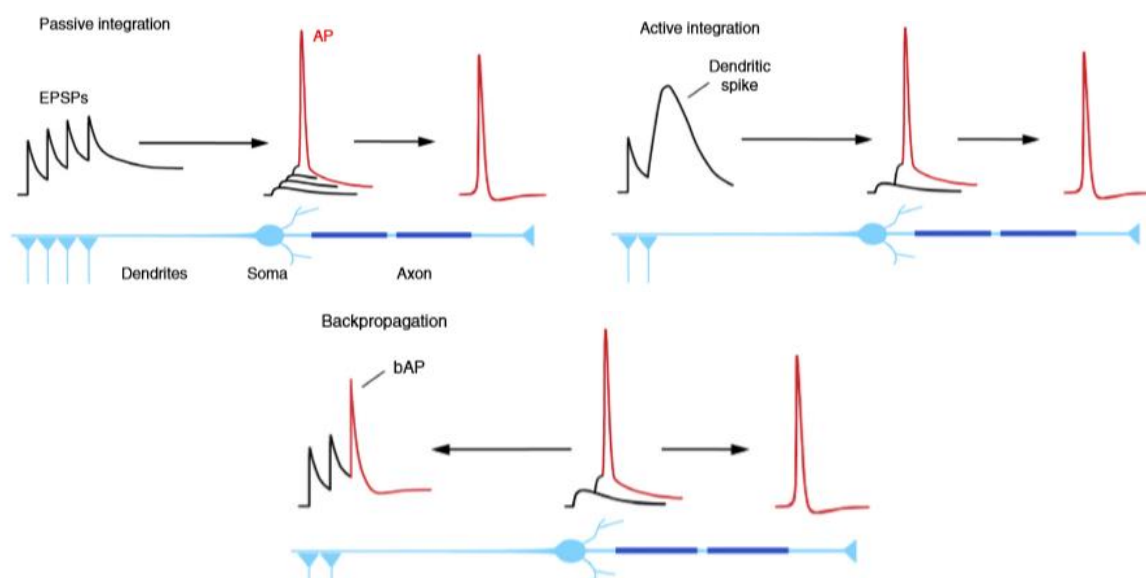 Passive integration
AP
EPSPs
Dendrites
Soma
Axon
Active integration
Dendritic
spike
Backpropagation
bAP